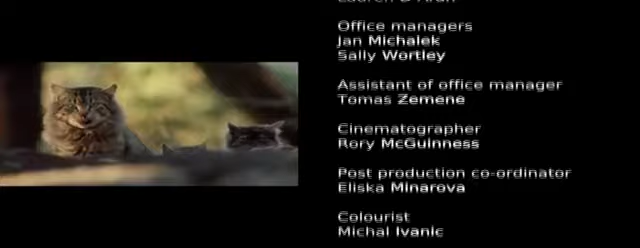 Office managers
Jan Michalek
Sally Wortley
Assistant of office manager
Tomas Zemene
Cinematographer
Rory McGuinness
Post production co-ordinator
Eliska Minarova
Colourist
Michal Ivanic